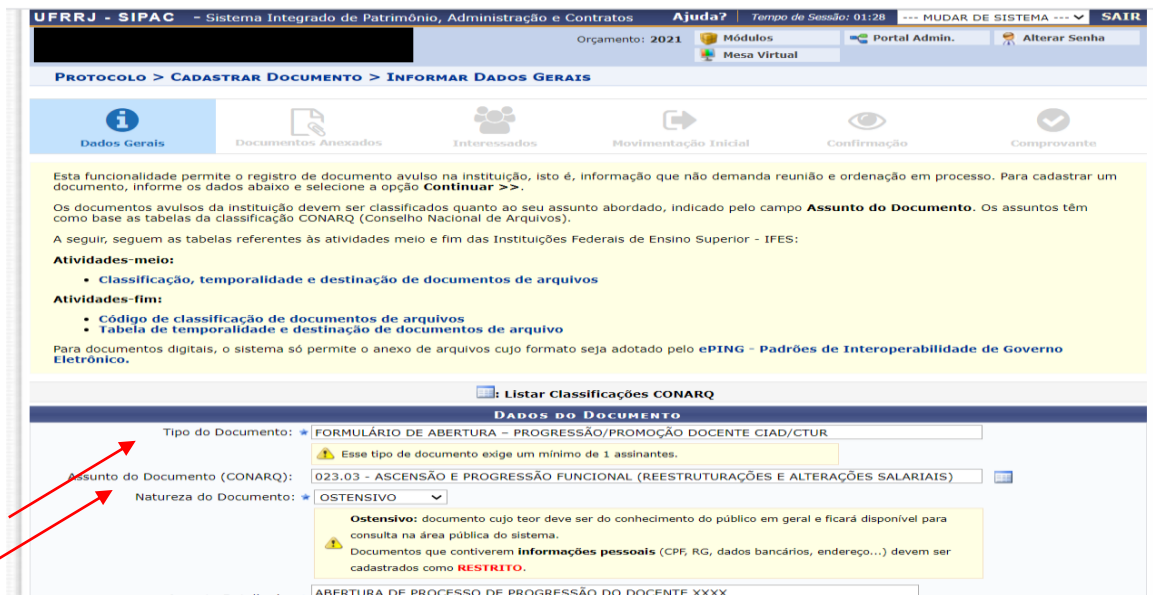 UFRRJ - SIPAC - Sistema Integrado de Patrimônio, Administração e Contratos Ajuda? Tempo de Sessão: 01:28 --- MUDAR DE SISTEMA --- SAIR
Orçamento: 2021 Módulos Portal Admin. Alterar Senha
Mesa Virtual
PROTOCOLO > CADASTRAR DOCUMENTO > INFORMAR DADOS GERAIS
Dados Gerais Documentos Anexados Interessados Movimentação Inicial Confirmação Comprovante
Esta funcionalidade permite o registro de documento avulso na instituição, isto é, informação que não demanda reunião e ordenação em processo. Para cadastrar um
documento, informe os dados abaixo e selecione a opção Continuar >>.
Os documentos avulsos da instituição devem ser classificados quanto ao seu assunto abordado, indicado pelo campo Assunto do Documento. Os assuntos têm
como base as tabelas da classificação CONARQ (Conselho Nacional de Arquivos).
A seguir, seguem as tabelas referentes às atividades meio e fim das Instituições Federais de Ensino Superior - IFES:
Atividades-meio:
• Classificação, temporalidade e destinação de documentos de arquivos
Atividades-fim:
• Código de classificação de documentos de arquivos
• Tabela de temporalidade e destinação de documentos de arquivo
Para documentos digitais, o sistema só permite o anexo de arquivos cujo formato seja adotado pelo ePING - Padrões de Interoperabilidade de Governo
Eletrônico.
: Listar Classificações CONARQ
DADOS DO DOCUMENTO
Tipo do Documento: FORMULÁRIO DE ABERTURA – PROGRESSÃO/PROMOÇÃO DOCENTE CIAD/CTUR
Esse tipo de documento exige um mínimo de 1 assinantes.
Assunto do Documento (CONARQ): 023.03 - ASCENSÃO E PROGRESSÃO FUNCIONAL (REESTRUTURAÇÕES E ALTERAÇÕES SALARIAIS)
Natureza do Documento: OSTENSIVO
Ostensivo: documento cujo teor deve ser do conhecimento do público em geral e ficará disponível para
consulta na área pública do sistema.
Documentos que contiverem informações pessoais (CPF, RG, dados bancários, endereço...) devem ser
cadastrados como RESTRITO.
ABERTURA DE PROCESSO DE PROGRESSÃO DO DOCENTE XXXX